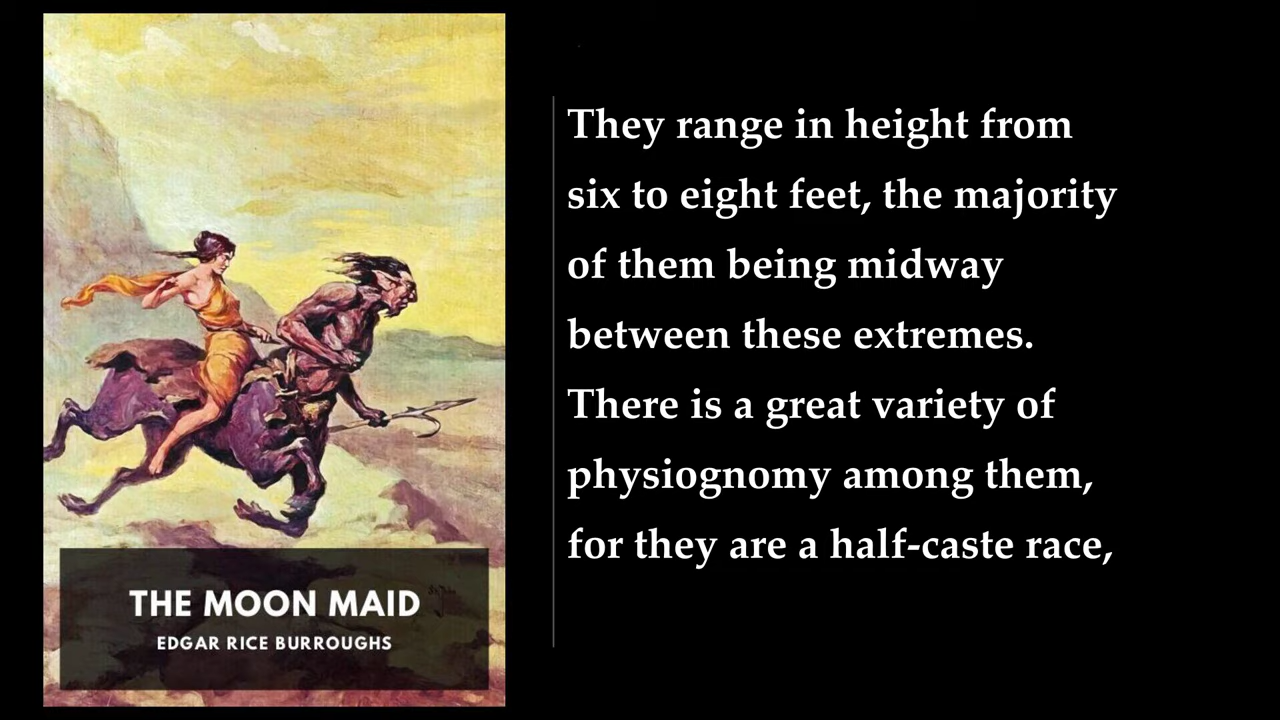 THE MOON MAID
EDGAR RICE BURROUGHS
They range in height from
six to eight feet, the majority
of them being midway
between these extremes.
There is a great variety of
physiognomy among them,
for they are a half-caste race,